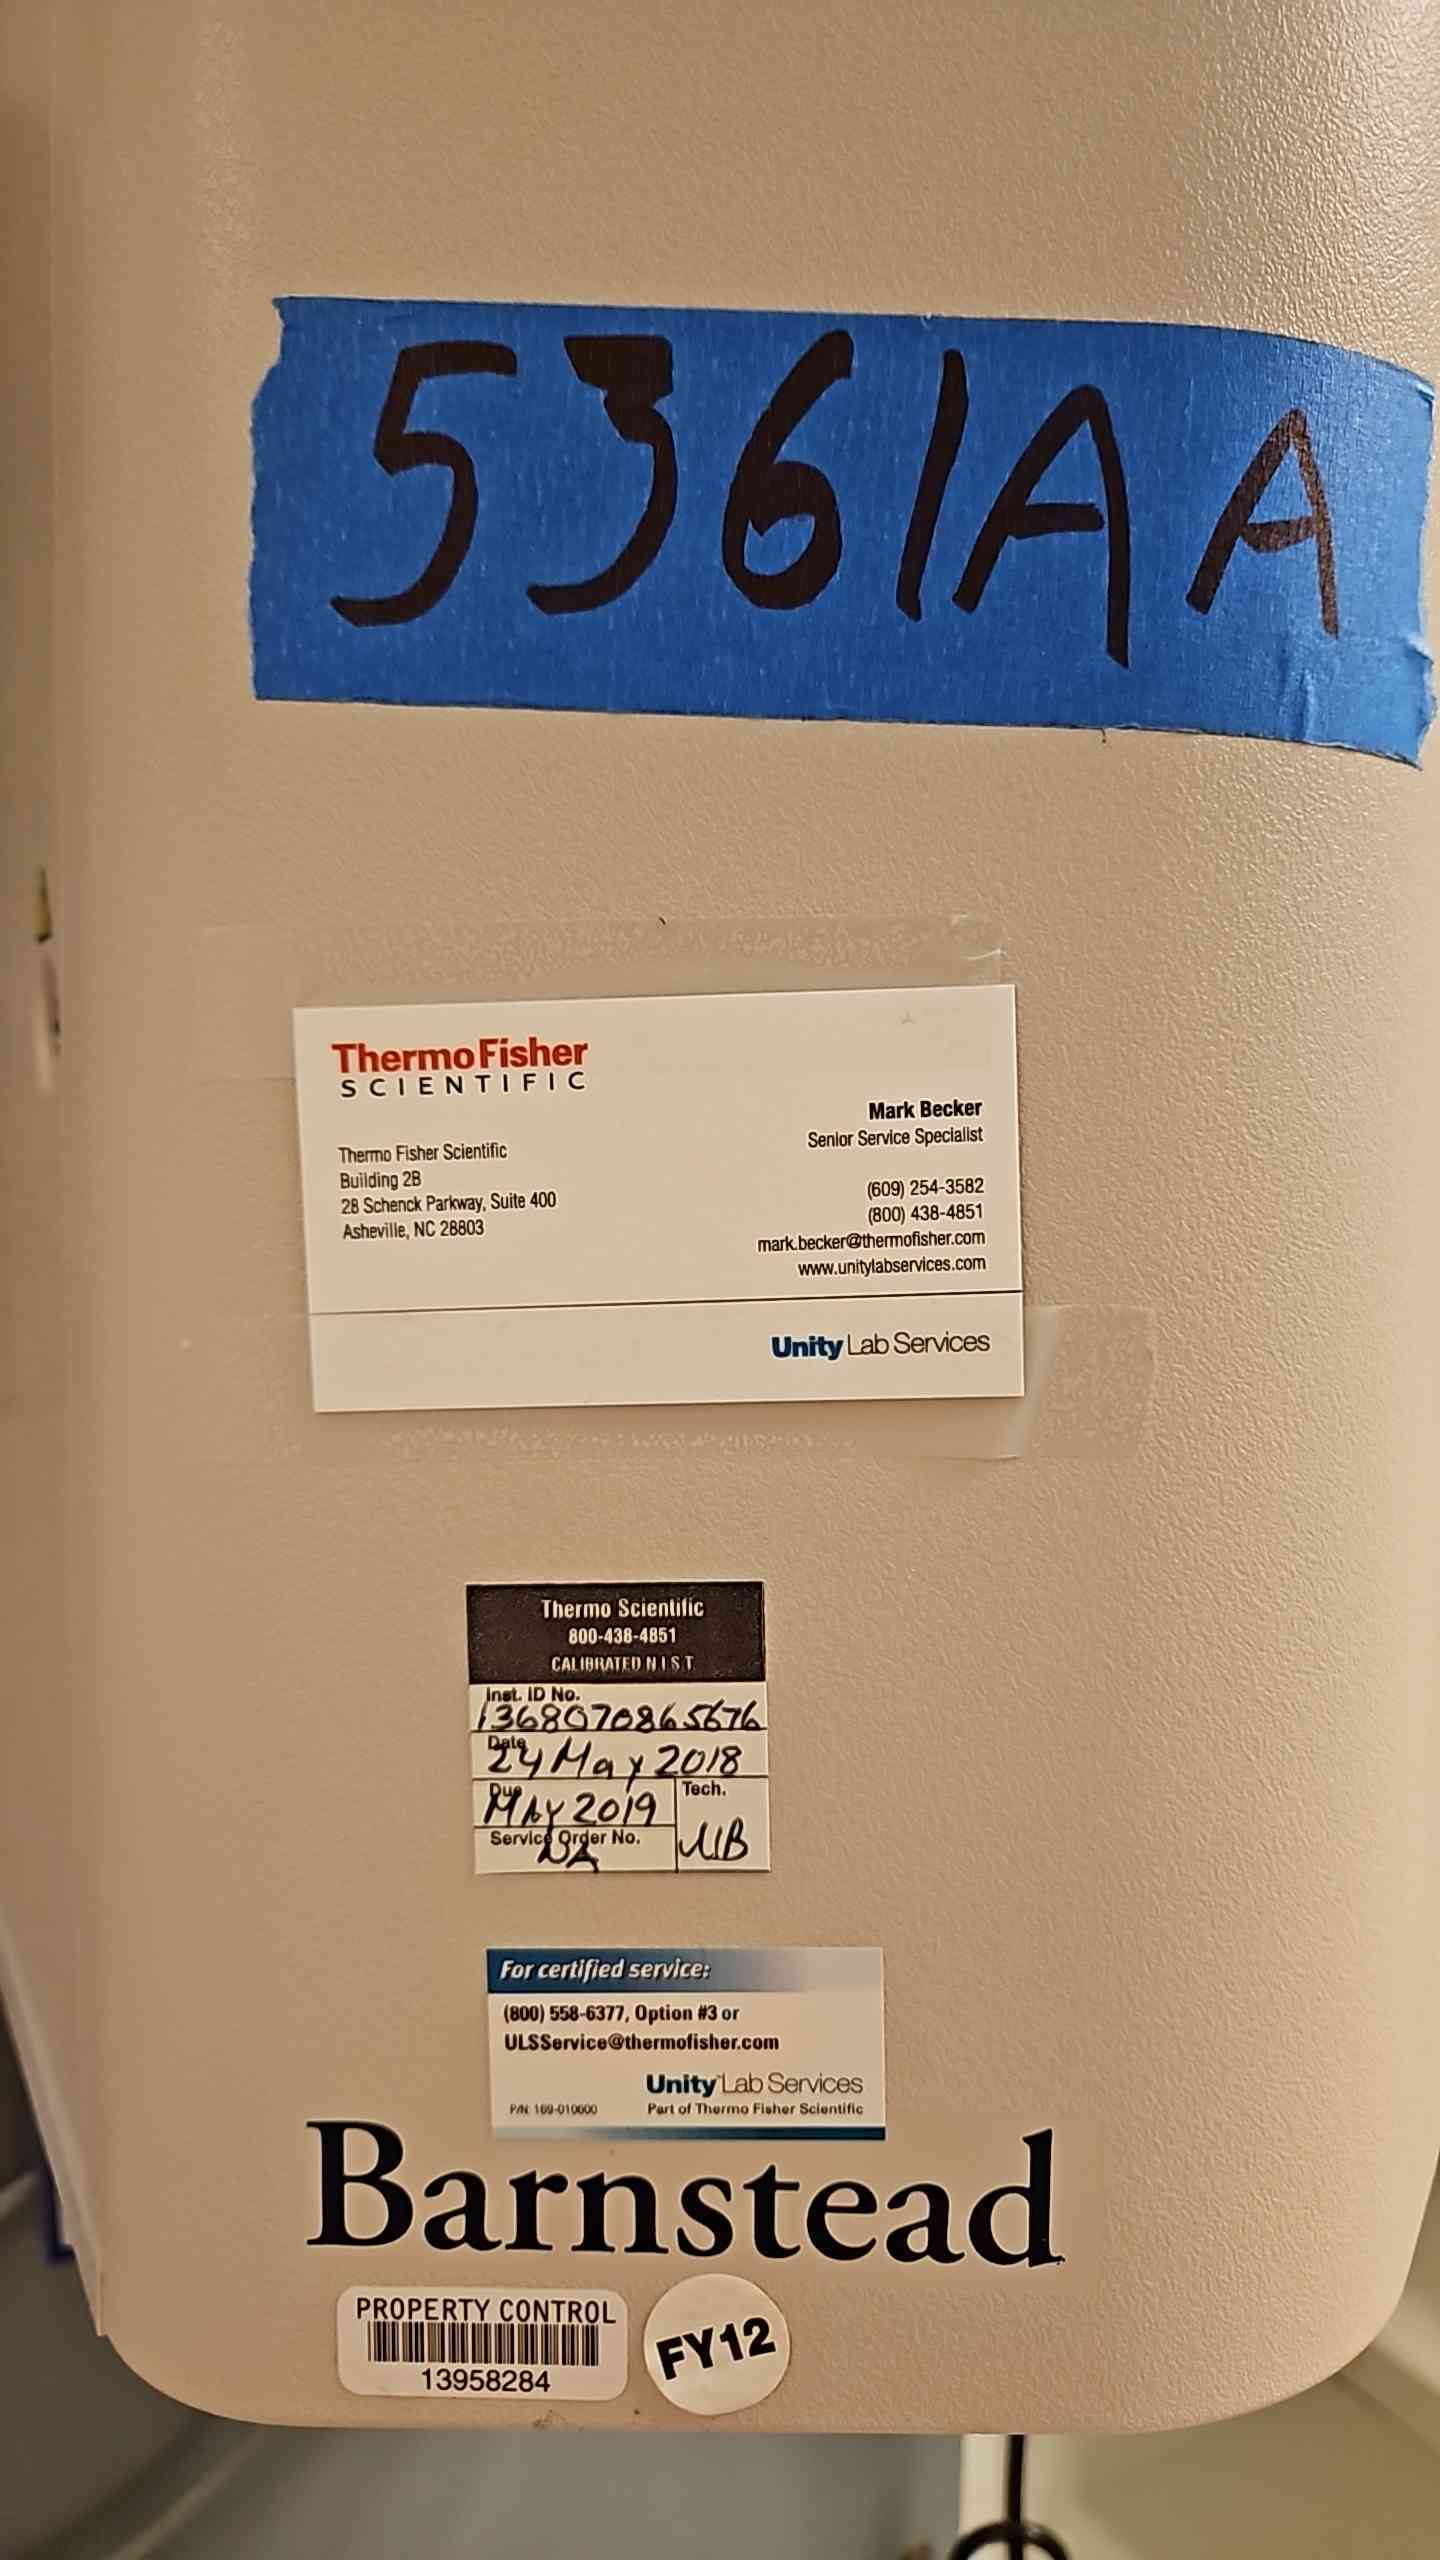 5361AA
ThermoFisher
SCIENTIFIC
Thermo Fisher Scientific
Building 2B
28 Schenck Parkway, Suite 400
Asheville, NC 28803
Mark Becker
Senior Service Specialist
(609) 254-3582
(800) 438-4851
mark.becker@thermofisher.com
www.unitylabservices.com
Unity Lab Services
Thermo Scientific
800-438-4851
CALIBRATED N I S T
Inst. ID No.
1368070865676
Date
24 May 2018
Due
MAY 2019
Tech.
MB
Service Order No.
NA
For certified service:
(800) 558-6377, Option #3 or
ULSService@thermofisher.com
Unity Lab Services
P/N: 169-010600
Part of Thermo Fisher Scientific
Barnstead
PROPERTY CONTROL
13958284
FY12